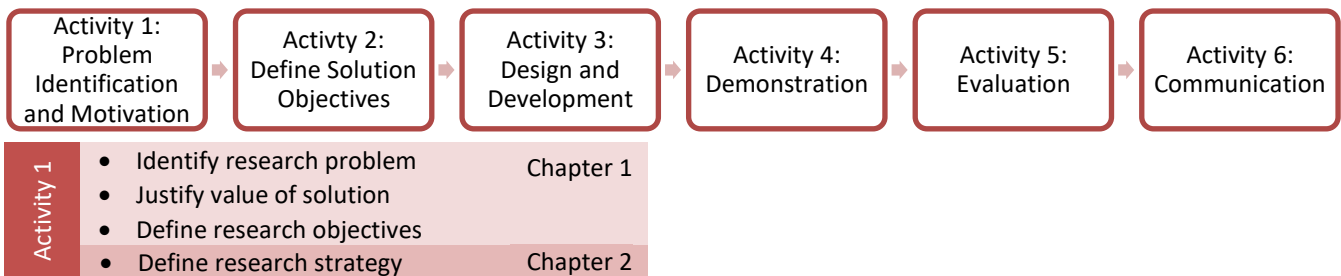 Activity 1:
Problem
Identification
and Motivation
Activty 2:
Define Solution
Objectives
Activity 3:
Design and
Development
Activity 4:
Demonstration
Activity 5:
Evaluation
Activity 6:
Communication
Activity 1
• Identify research problem Chapter 1
• Justify value of solution
• Define research objectives
• Define research strategy Chapter 2